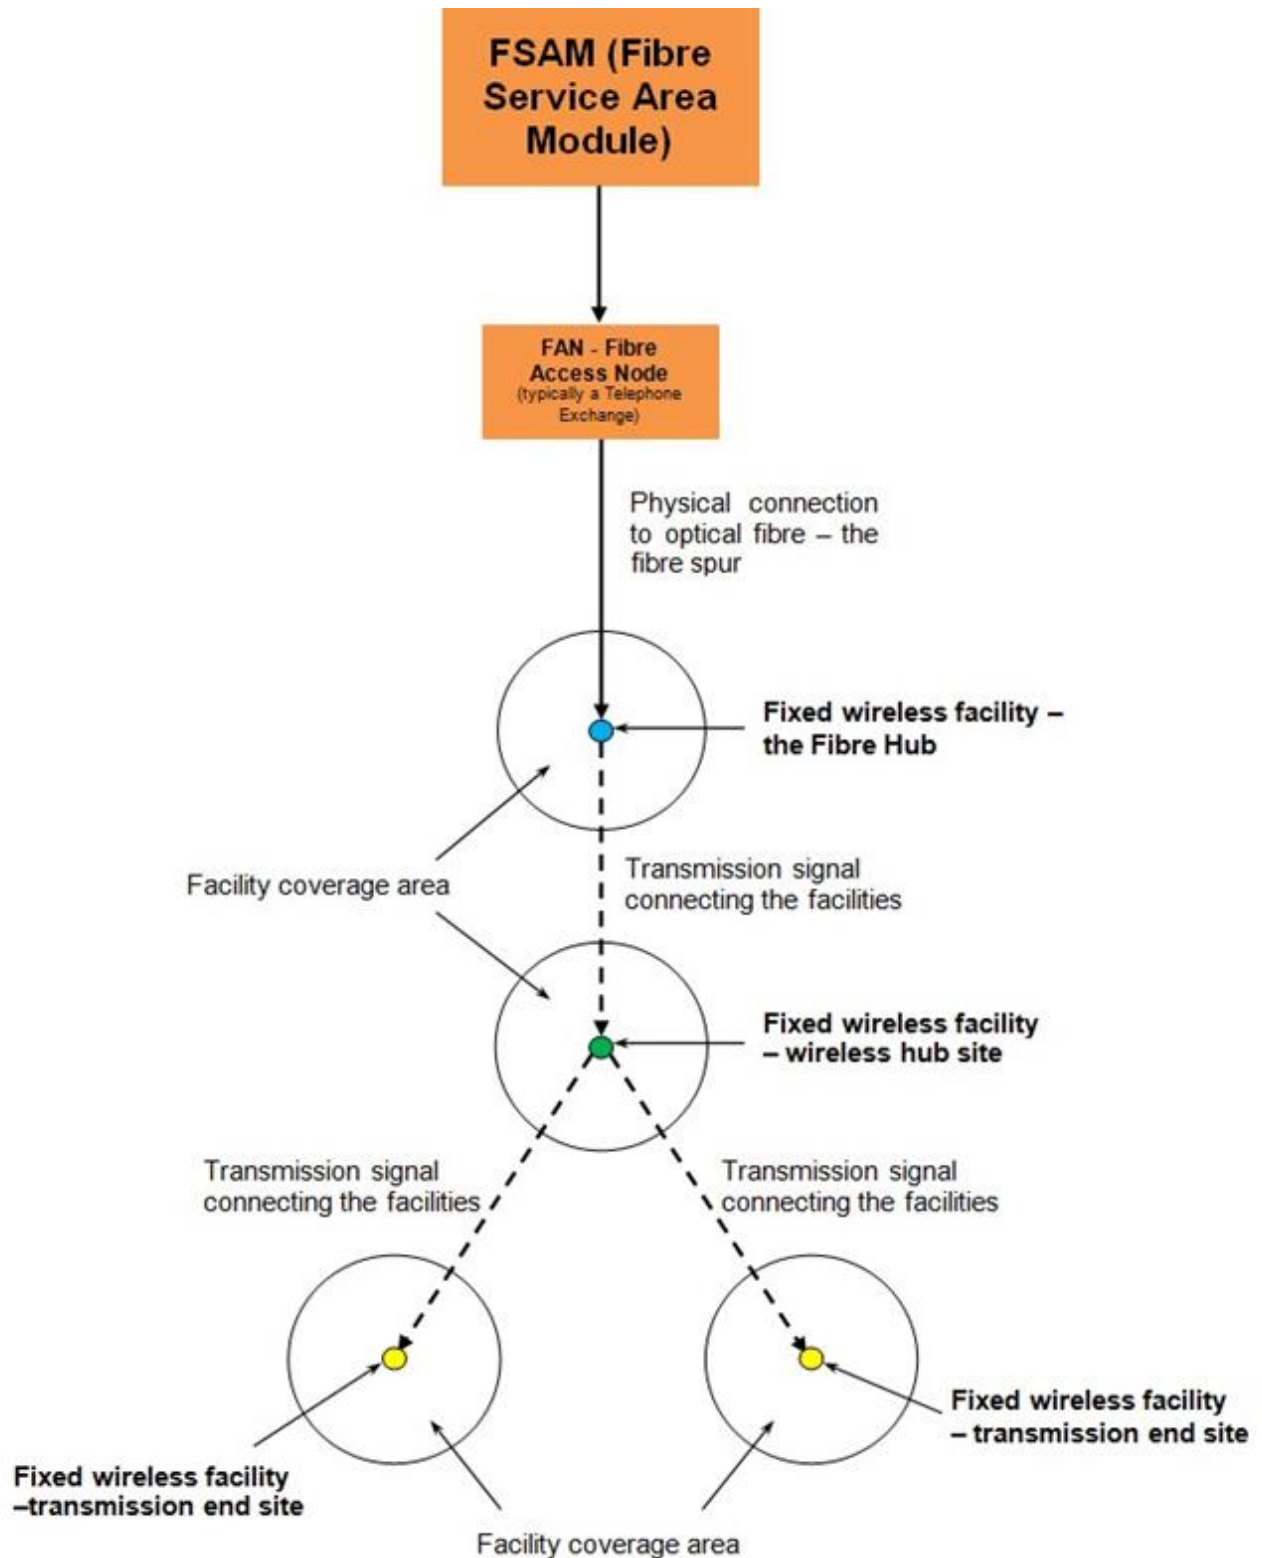 FSAM (Fibre
Service Area
Module)
FAN - Fibre
Access Node
(typically a Telephone
Exchange)
Physical connection
to optical fibre – the
fibre spur
Fixed wireless facility –
the Fibre Hub
Transmission signal
connecting the facilities
Facility coverage area
Fixed wireless facility
– wireless hub site
Transmission signal
connecting the facilities
Transmission signal
connecting the facilities
Fixed wireless facility
– transmission end site
Fixed wireless facility
–transmission end site
Facility coverage area